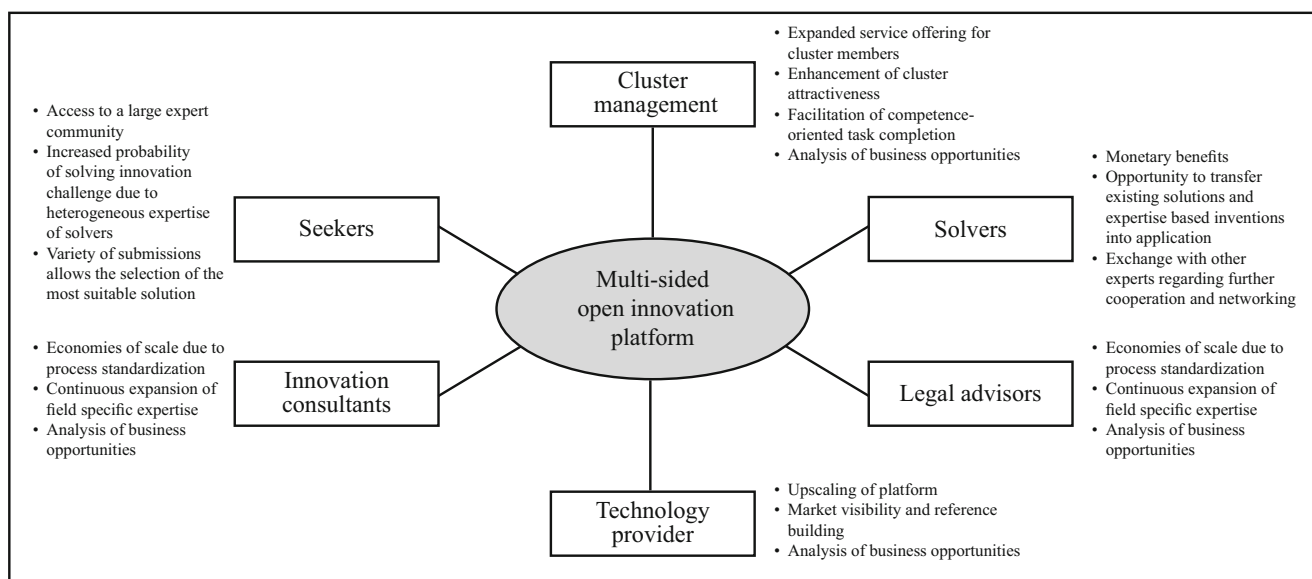 Cluster
management
• Expanded service offering for
cluster members
• Enhancement of cluster
attractiveness
• Facilitation of competence-
oriented task completion
• Analysis of business opportunities
• Access to a large expert
community
• Increased probability
of solving innovation
challenge due to
heterogeneous expertise
of solvers
• Variety of submissions
allows the selection of the
most suitable solution
Seekers
Solvers
• Monetary benefits
• Opportunity to transfer
existing solutions and
expertise based inventions
into application
• Exchange with other
experts regarding further
cooperation and networking
Multi-sided
open innovation
platform
• Economies of scale due to
process standardization
• Continuous expansion of
field specific expertise
• Analysis of business
opportunities
Innovation
consultants
Legal advisors
• Economies of scale due to
process standardization
• Continuous expansion of
field specific expertise
• Analysis of business
opportunities
Technology
provider
• Upscaling of platform
• Market visibility and reference
building
• Analysis of business opportunities